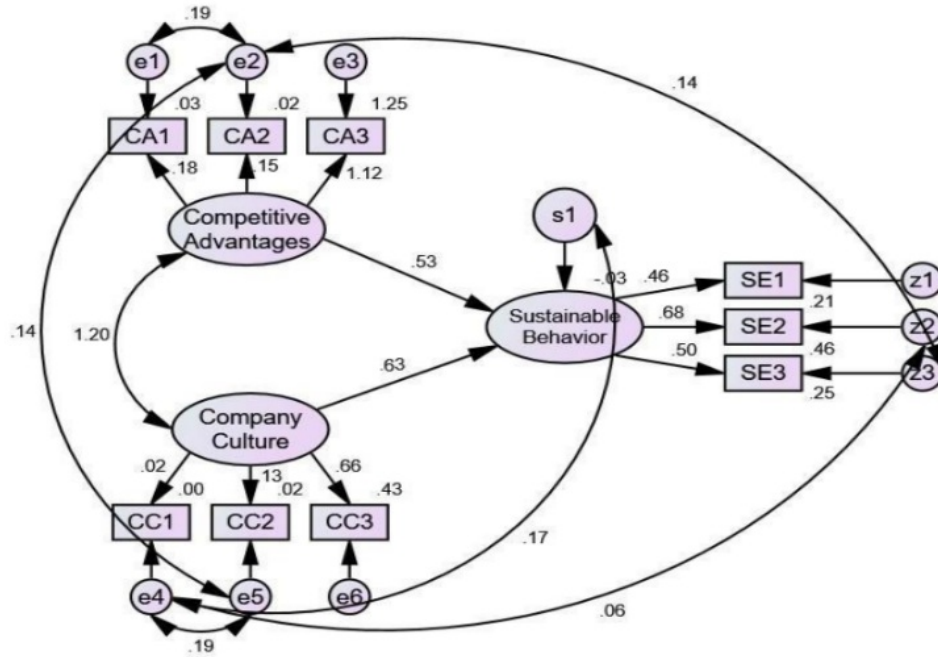 .19
e1 e2 e3
.14
.03 .02 1.25
CA1 CA2 CA3
.18 .15 1.12
Competitive
Advantages
s1
.53
-.03 .46 SE1 z1
.21
Sustainable
Behavior
.68 SE2 z2
.46
.50 SE3 z3
.25
.14 1.20
.63
Company
Culture
.02 .13 .66
.00 .02 .43
CC1 CC2 CC3
.17
e4 e5 e6
.06
.19